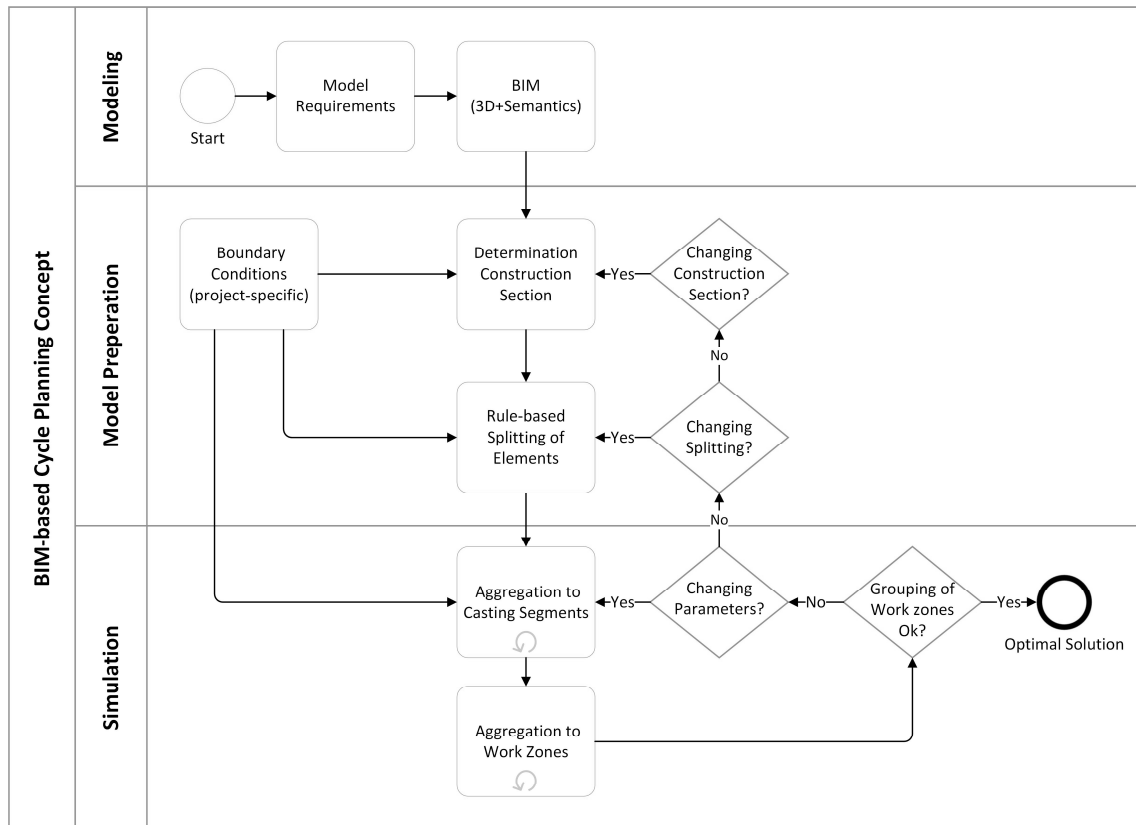 BIM-based Cycle Planning Concept
Modeling
Start
Model
Requirements
BIM
(3D+Semantics)
Model Preperation
Boundary
Conditions
(project-specific)
Determination
Construction
Section
Yes
Changing
Construction
Section?
No
Rule-based
Splitting of
Elements
Yes
Changing
Splitting?
No
Simulation
Aggregation to
Casting Segments
Yes
Changing
Parameters?
No
Grouping of
Work zones
Ok?
Yes
Optimal Solution
Aggregation to
Work Zones